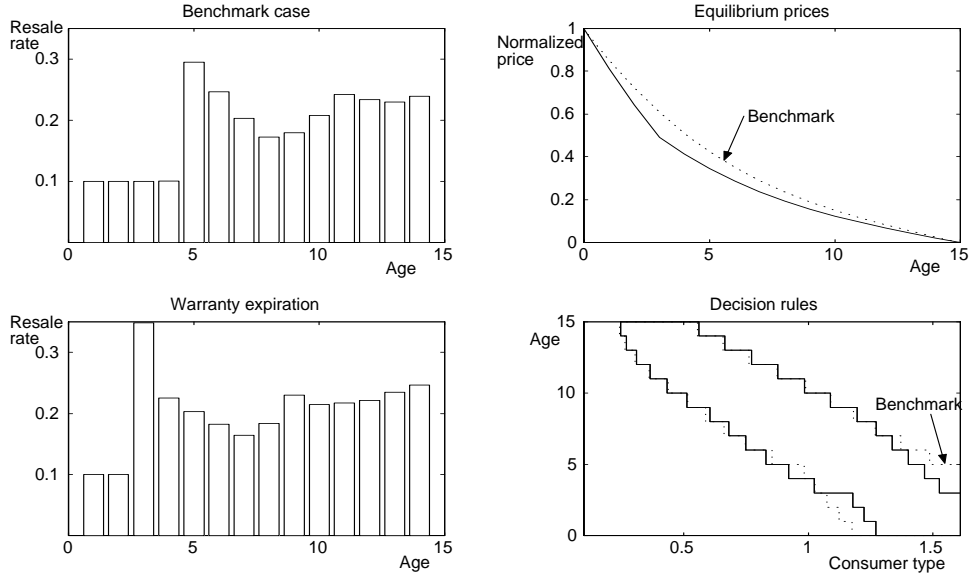 Benchmark case
Resale
rate
0.3
0.2
0.1
0
5
10
15
Age
Equilibrium prices
Normalized
price
1
0.8
0.6
0.4
0.2
0
Benchmark
0
5
10
15
Age
Warranty expiration
Resale
rate
0.3
0.2
0.1
0
5
10
15
Age
Decision rules
Age
15
10
5
0
Benchmark
0.5
1
1.5
Consumer type